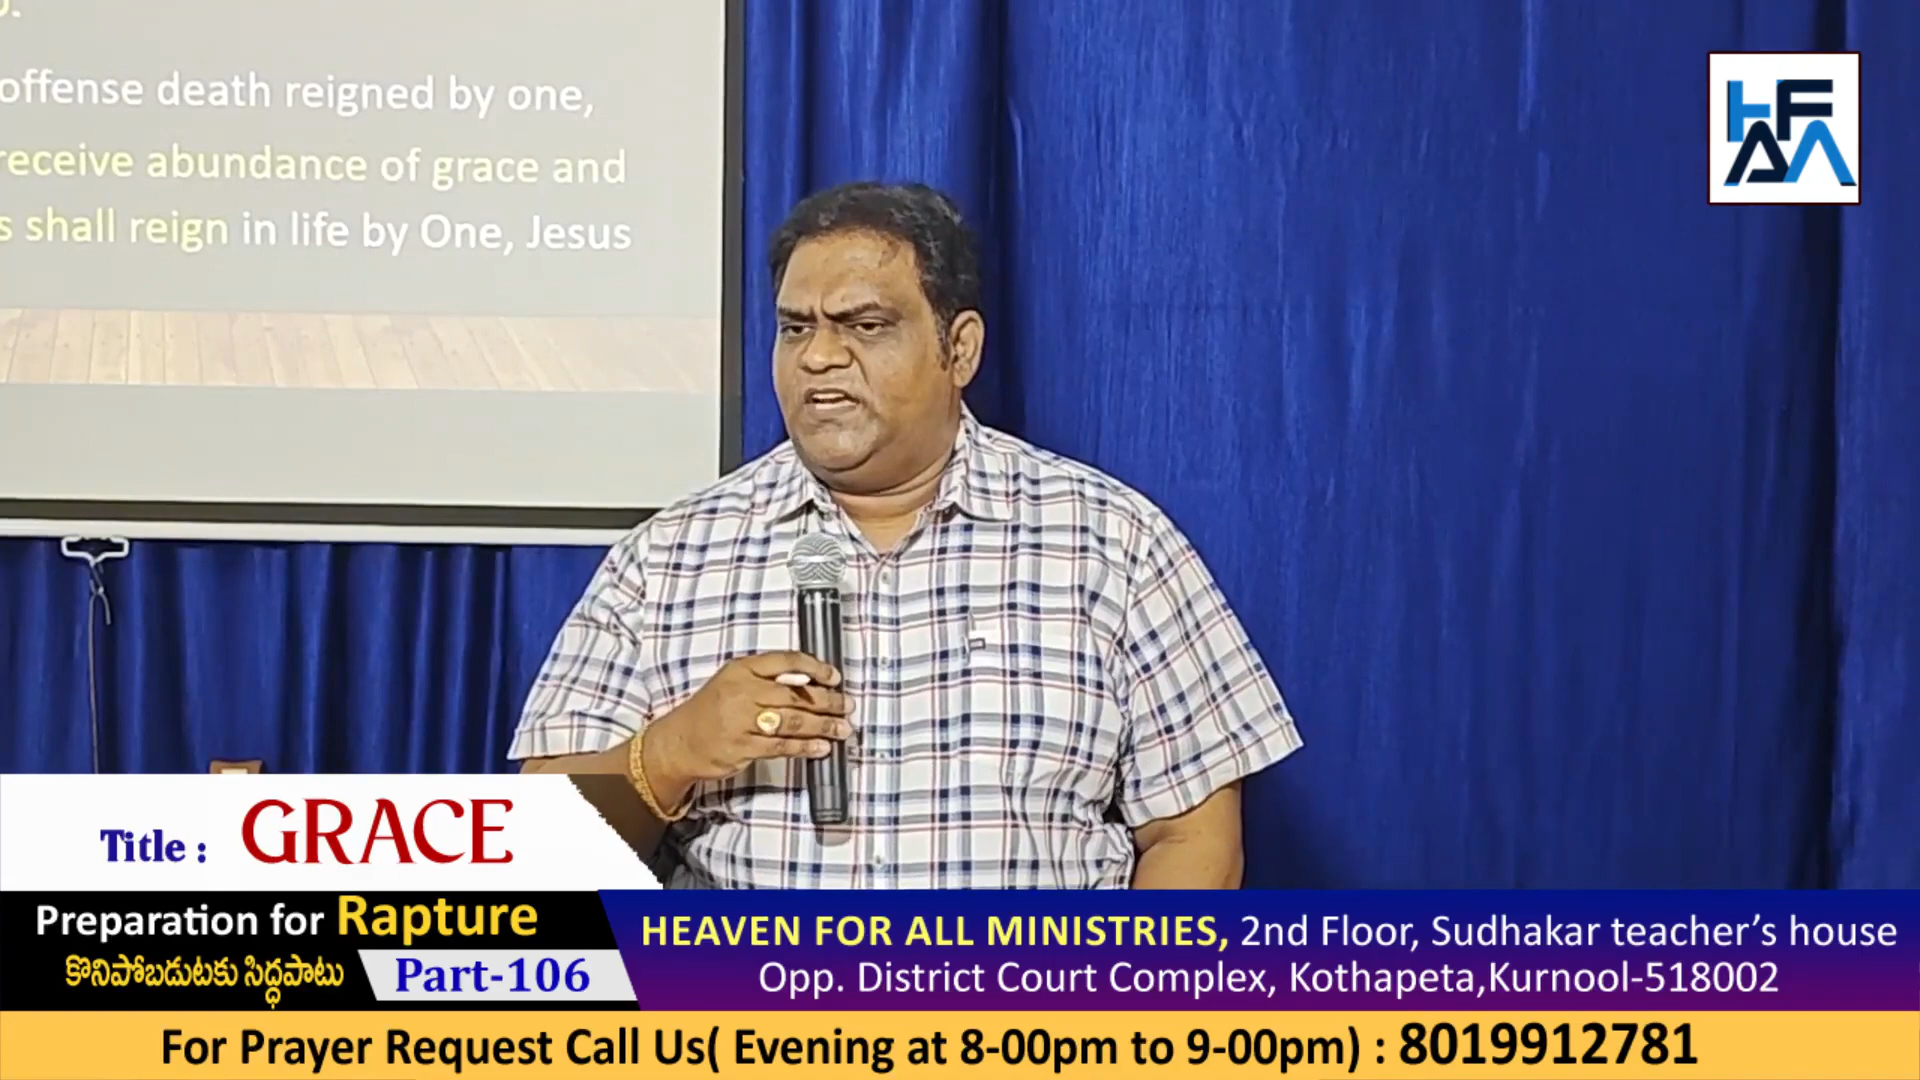 offense death reigned by one,
receive abundance of grace and
s shall reign in life by One, Jesus
HFAA
Title : GRACE
Preparation for Rapture
కొనిపోబడుటకు సిద్ధపాటు
Part-106
HEAVEN FOR ALL MINISTRIES, 2nd Floor, Sudhakar teacher’s house
Opp. District Court Complex, Kothapeta,Kurnool-518002
For Prayer Request Call Us( Evening at 8-00pm to 9-00pm) : 8019912781